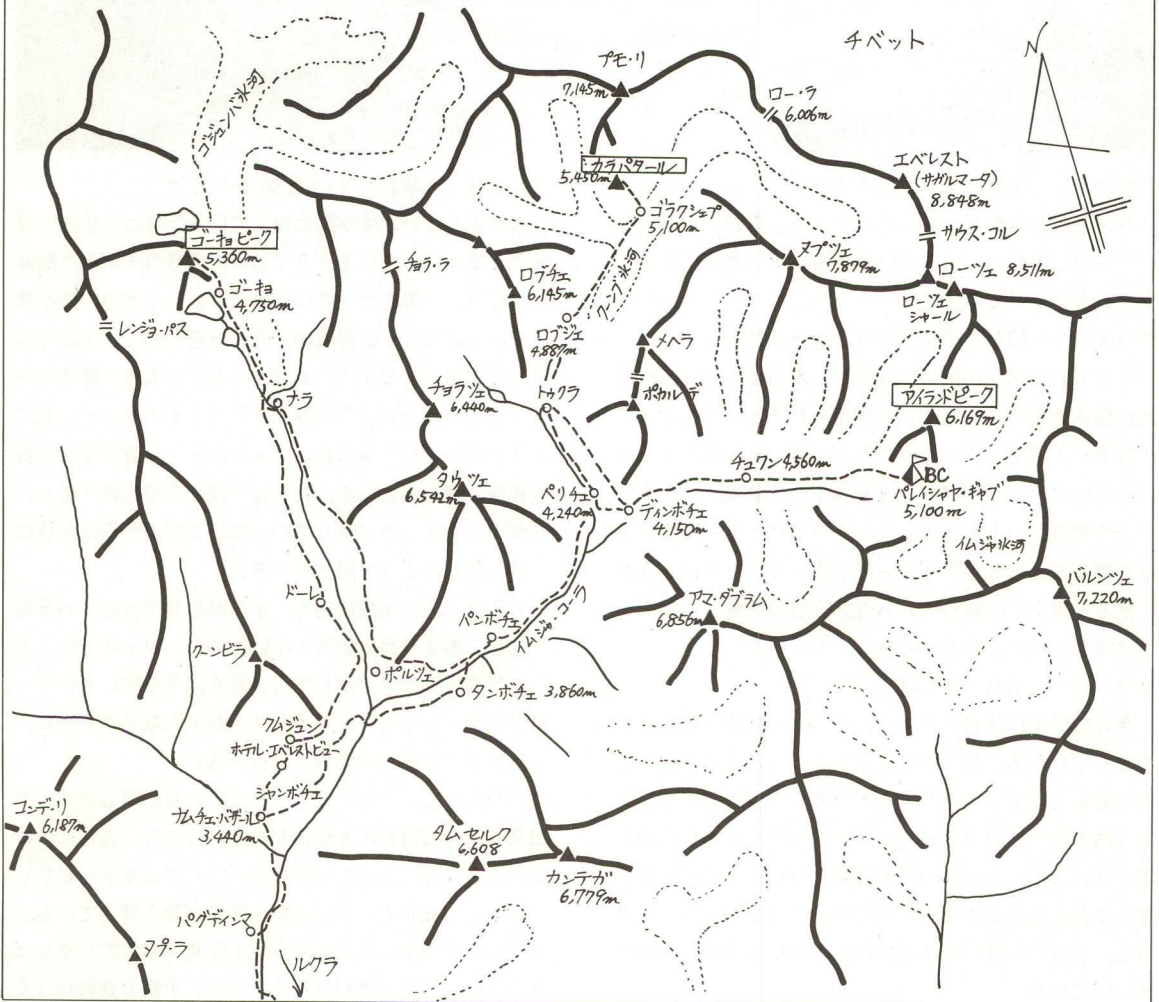 チベット
N
プモ・リ
7,145m
ロー・ラ
6,006m
ゴジュンバ氷河
カラパタール
5,450m
エベレスト
(サガルマータ)
8,848m
ゴラクシェプ
5,100m
サウス・コル
ゴーキョピーク
5,360m
チョラ・ラ
ヌプツェ
7,879m
ローツェ 8,511m
ローツェ
シャール
ゴーキョ
4,750m
ロブチェ
6,145m
クーンブ氷河
レンジョ・パス
ロブジェ
4,887m
メヘラ
チョラツェ
6,440m
トゥクラ
ポカルデ
アイランドピーク
6,169m
ナ・ラ
チュクン 4,560m
BC
パレイシャヤ・ギャブ
5,100m
タウツェ
6,542m
ペリチェ
4,240m
ディンボチェ
4,150m
イムジャ氷河
ドーレ
バルンツェ
7,220m
アマ・ダブラム
6,856m
パンボチェ
イムジャ・コーラ
クーンビラ
ポルツェ
タンボチェ 3,860m
クムジュン
ホテル・エベレストビュー
シャンボチェ
ナムチェ・バザール
3,440m
コンデ・リ
6,187m
タムセルク
6,608
カンテガ
6,779m
パグディンマ
ヌプ・ラ
ルクラ